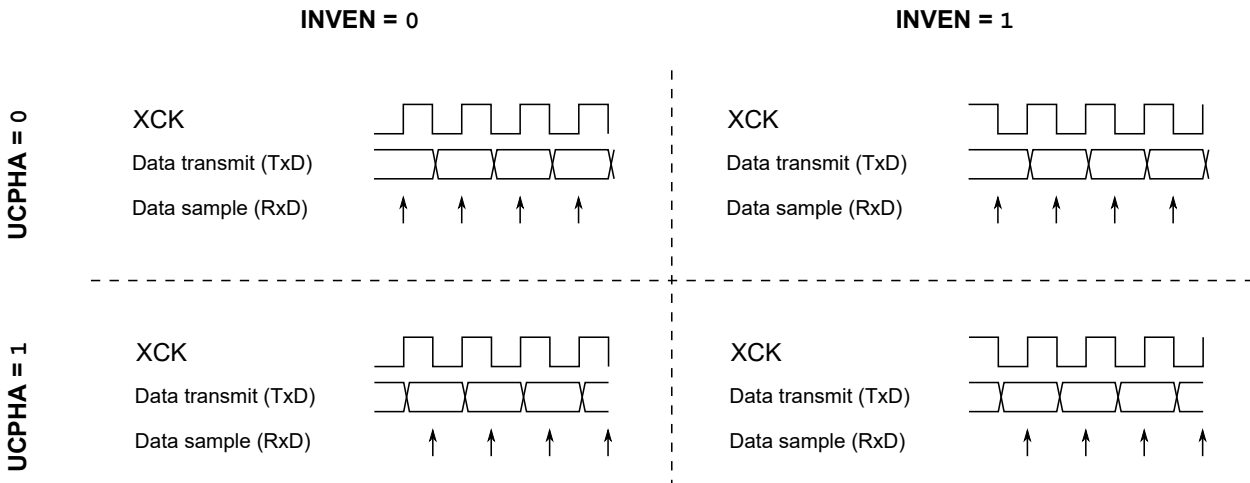 INVEN = 0
INVEN = 1
UCPHA = 0
XCK
Data transmit (TxD)
Data sample (RxD)
XCK
Data transmit (TxD)
Data sample (RxD)
UCPHA = 1
XCK
Data transmit (TxD)
Data sample (RxD)
XCK
Data transmit (TxD)
Data sample (RxD)